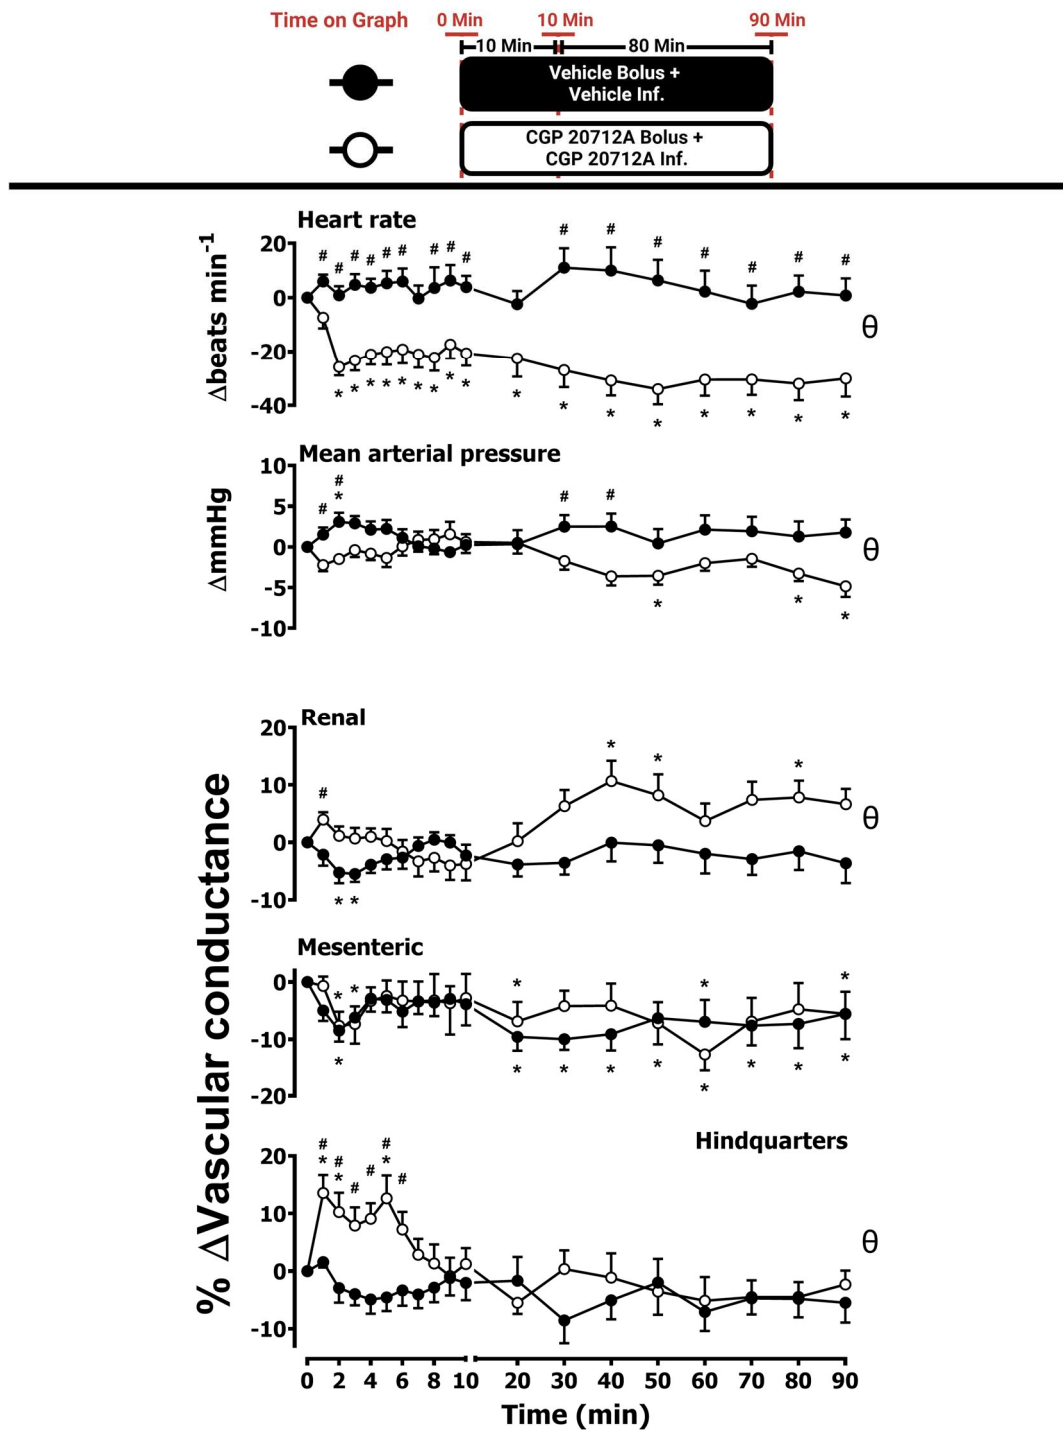 Time on Graph 0 Min 10 Min 90 Min
10 Min 80 Min
Vehicle Bolus +
Vehicle Inf.
CGP 20712A Bolus +
CGP 20712A Inf.
Heart rate
Δbeats min⁻¹
20
0
-20
-40
# # # # # # # # # # # # # # # # #
* * * * * * * * * * * * * * * * *
θ
Mean arterial pressure
ΔmmHg
10
5
0
-5
-10
# # * # #
* * *
θ
% ΔVascular conductance
Renal
20
10
0
-10
# * * *
* *
θ
Mesenteric
0
-10
-20
* * * * *
* * * * * * * * *
Hindquarters
20
10
0
-10
# * # * # # # * #
θ
0 2 4 6 8 10 20 30 40 50 60 70 80 90
Time (min)